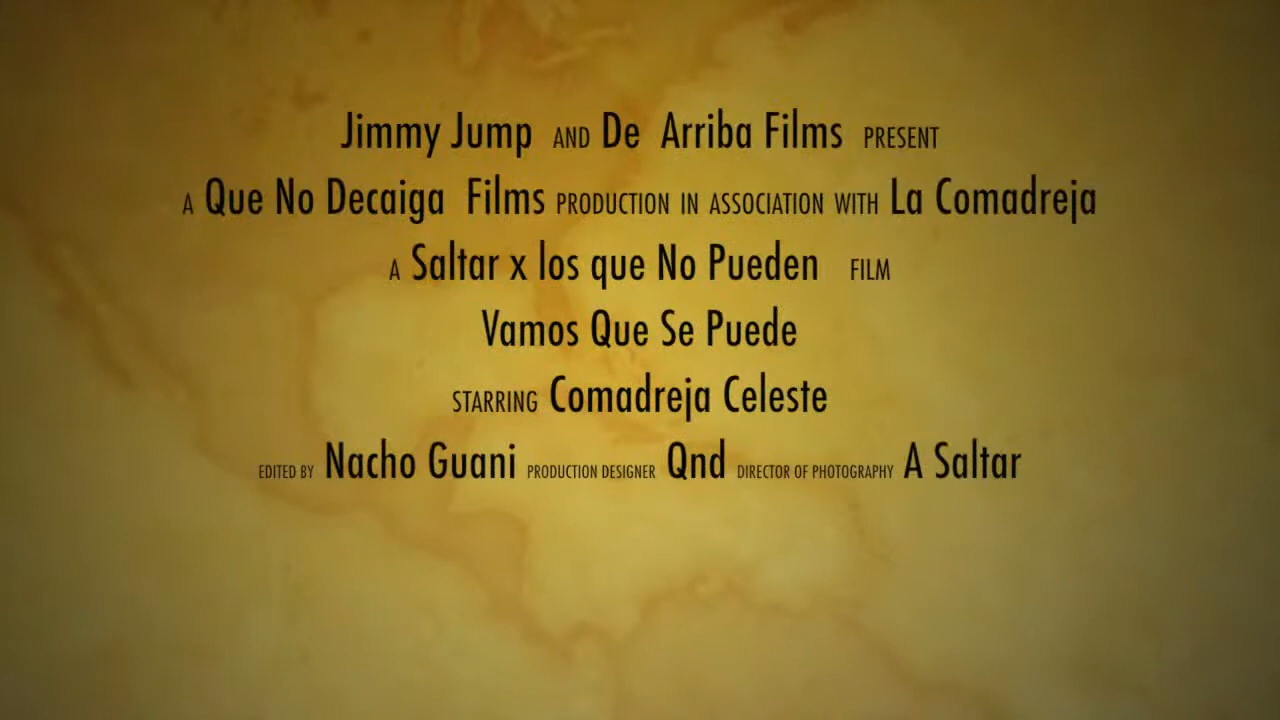 Jimmy Jump AND De Arriba Films PRESENT
A Que No Decaiga Films PRODUCTION IN ASSOCIATION WITH La Comadreja
A Saltar x los que No Pueden FILM
Vamos Que Se Puede
STARRING Comadreja Celeste
EDITED BY Nacho Guani PRODUCTION DESIGNER Qnd DIRECTOR OF PHOTOGRAPHY A Saltar